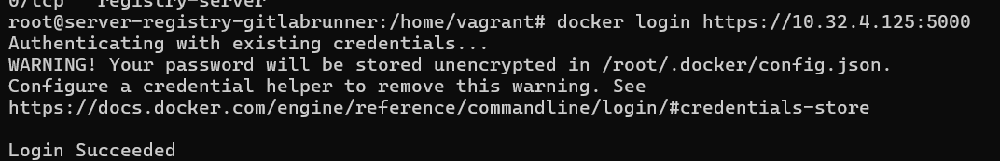 0/tcp   registry-server
root@server-registry-gitlabrunner:/home/vagrant# docker login https://10.32.4.125:5000
Authenticating with existing credentials...
WARNING! Your password will be stored unencrypted in /root/.docker/config.json.
Configure a credential helper to remove this warning. See
https://docs.docker.com/engine/reference/commandline/login/#credentials-store
Login Succeeded